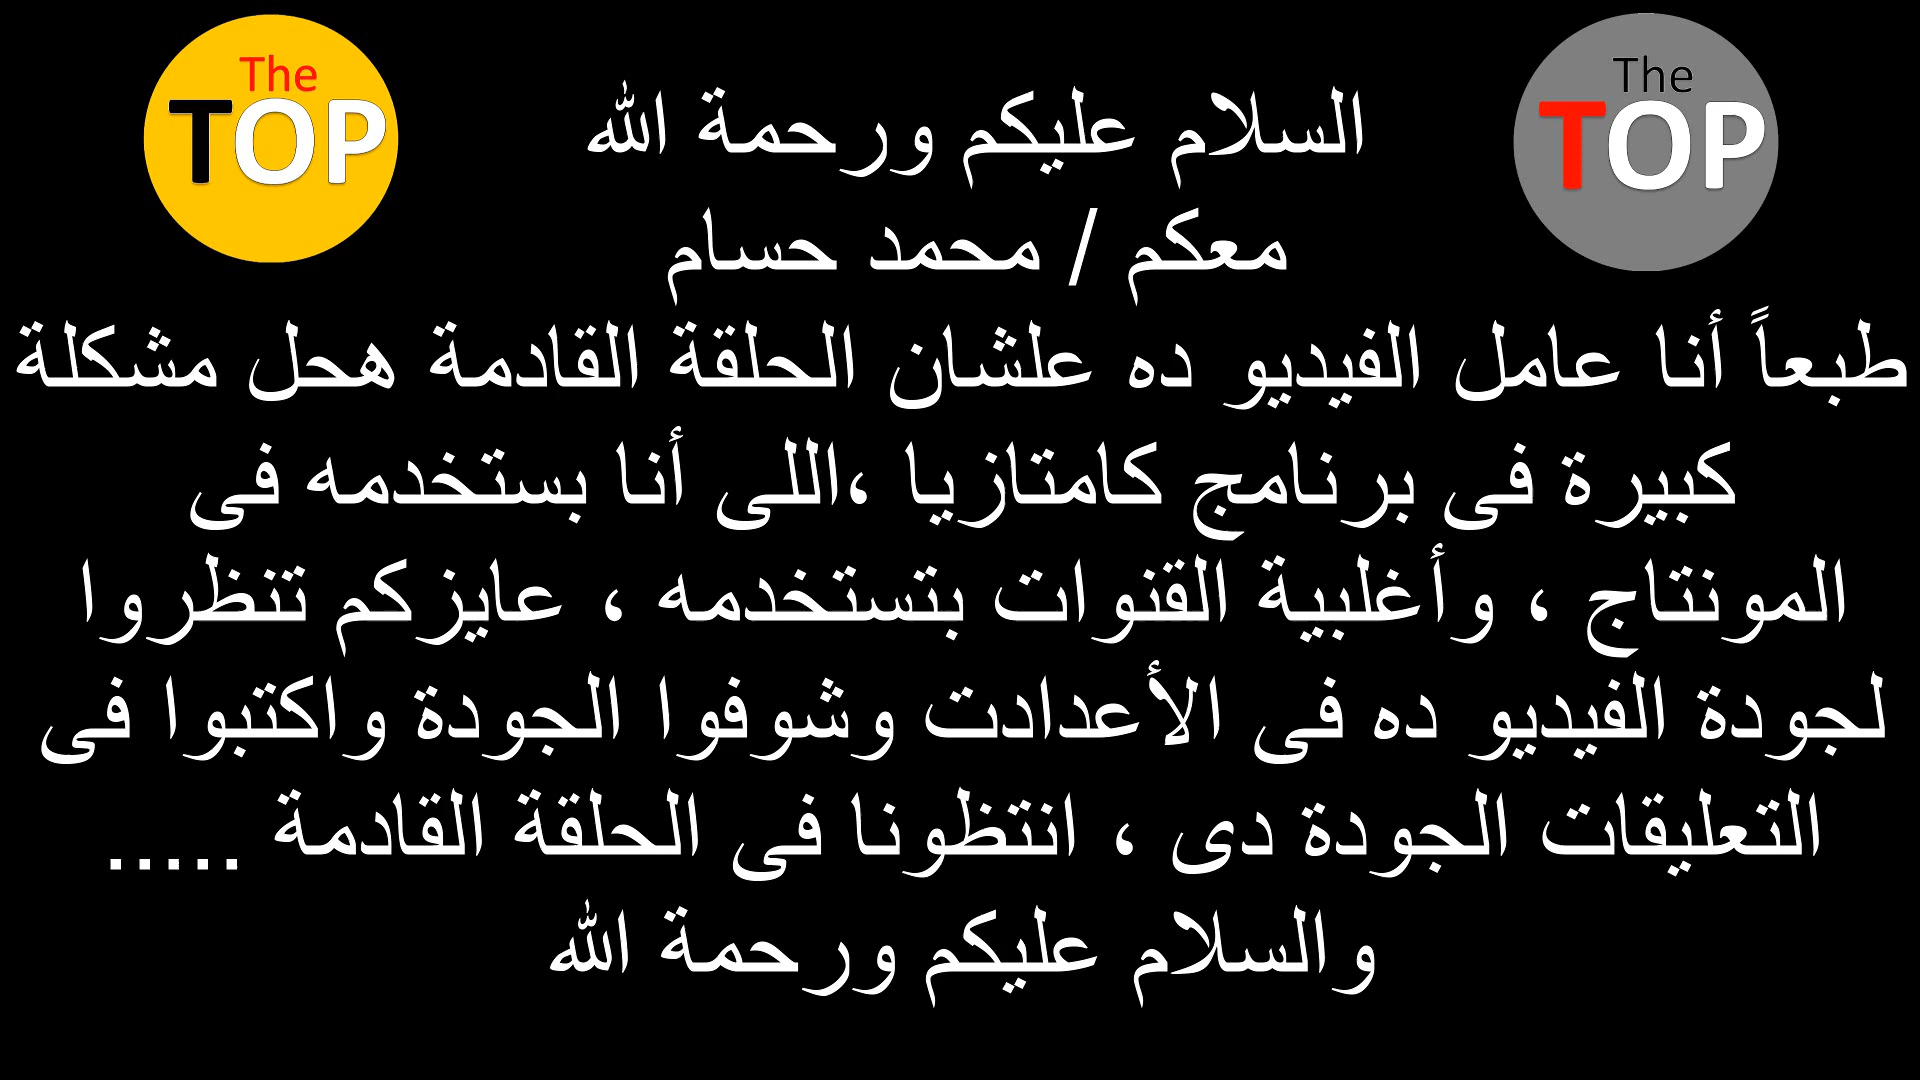 The
TOP
The
TOP
السلام عليكم ورحمة الله
معكم / محمد حسام
طبعاً أنا عامل الفيديو ده علشان الحلقة القادمة هحل مشكلة
كبيرة فى برنامج كامتازيا ،اللى أنا بستخدمه فى
المونتاج ، وأغلبية القنوات بتستخدمه ، عايزكم تنظروا
لجودة الفيديو ده فى الأعدادت وشوفوا الجودة واكتبوا فى
التعليقات الجودة دى ، انتظونا فى الحلقة القادمة .....
والسلام عليكم ورحمة الله